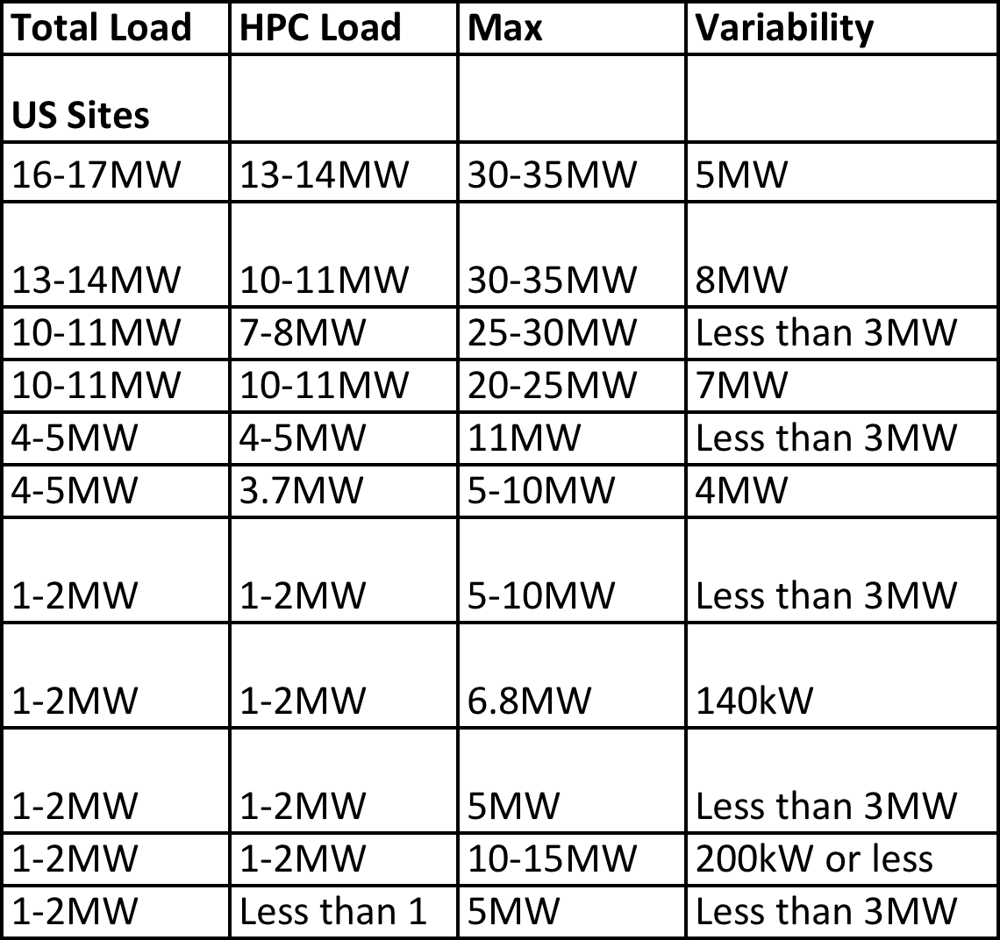 Total Load HPC Load Max Variability
US Sites
16-17MW 13-14MW 30-35MW 5MW
13-14MW 10-11MW 30-35MW 8MW
10-11MW 7-8MW 25-30MW Less than 3MW
10-11MW 10-11MW 20-25MW 7MW
4-5MW 4-5MW 11MW Less than 3MW
4-5MW 3.7MW 5-10MW 4MW
1-2MW 1-2MW 5-10MW Less than 3MW
1-2MW 1-2MW 6.8MW 140kW
1-2MW 1-2MW 5MW Less than 3MW
1-2MW 1-2MW 10-15MW 200kW or less
1-2MW Less than 1 5MW Less than 3MW